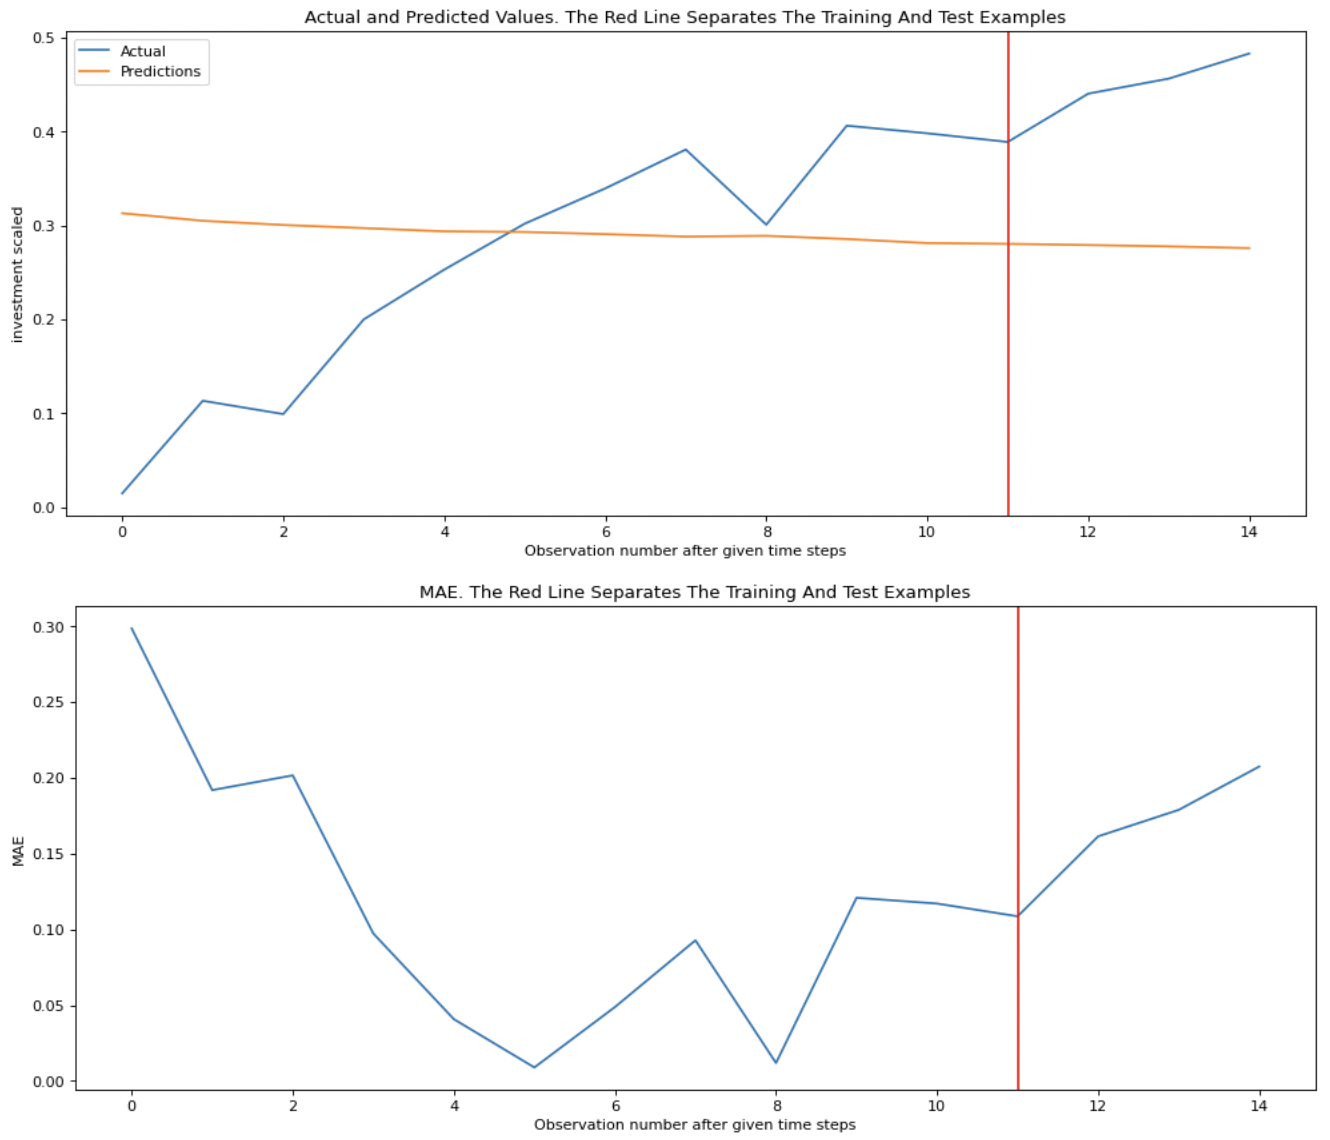 Actual and Predicted Values. The Red Line Separates The Training And Test Examples
Actual
Predictions
0.5
0.4
0.3
0.2
0.1
0.0
investment scaled
0 2 4 6 8 10 12 14
Observation number after given time steps
MAE. The Red Line Separates The Training And Test Examples
0.30
0.25
0.20
0.15
0.10
0.05
0.00
MAE
0 2 4 6 8 10 12 14
Observation number after given time steps